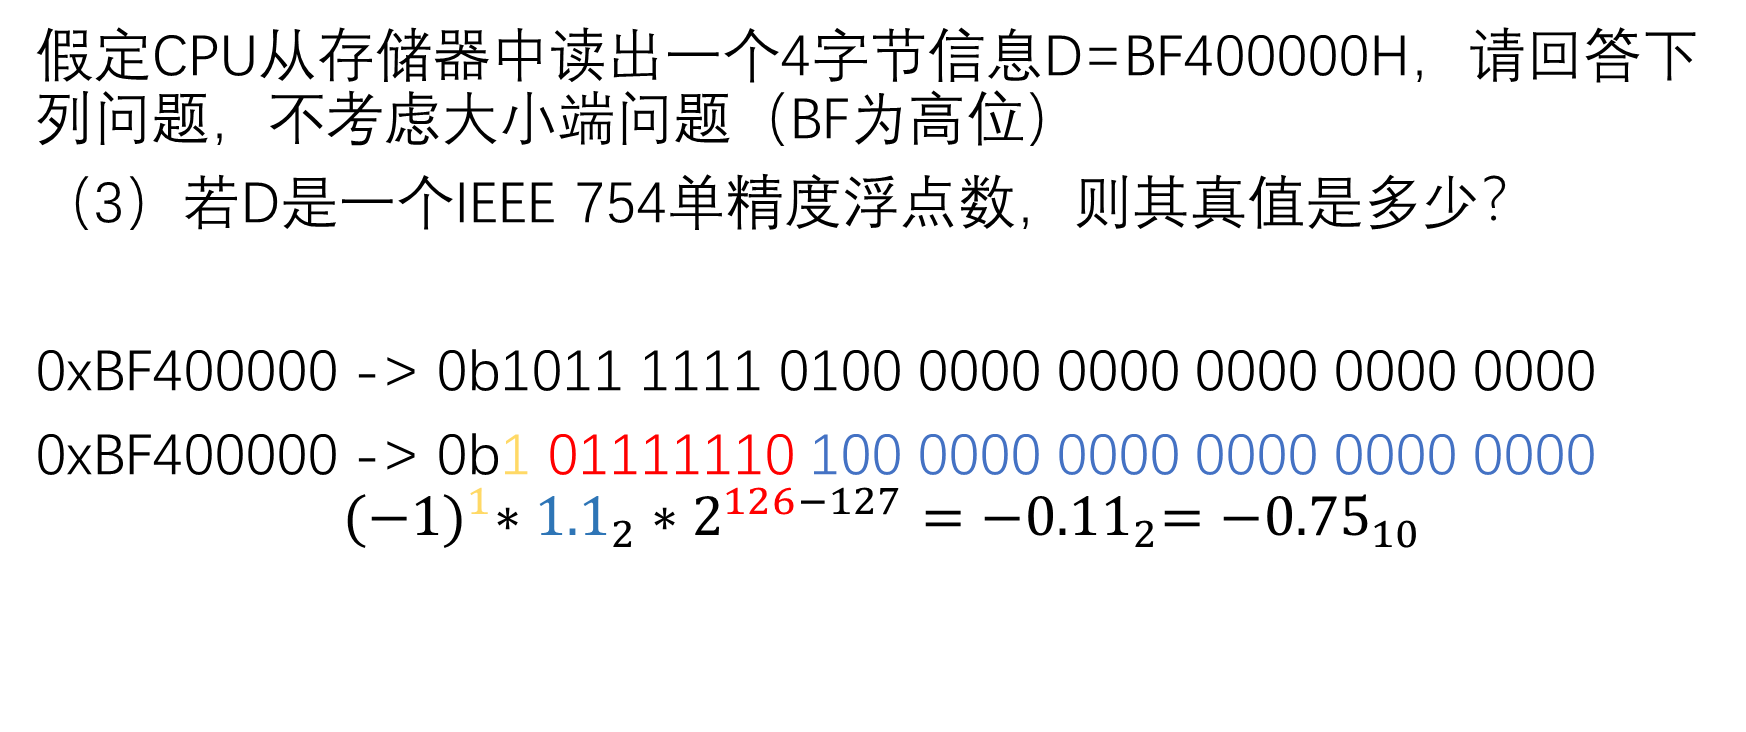 假定CPU从存储器中读出一个4字节信息D=BF400000H，请回答下
列问题，不考虑大小端问题（BF为高位）
（3）若D是一个IEEE 754单精度浮点数，则其真值是多少？
0xBF400000 -> 0b1011 1111 0100 0000 0000 0000 0000 0000
0xBF400000 -> 0b1 01111110 100 0000 0000 0000 0000 0000
(−1)^1 * 1.1_2 * 2^{126−127} = −0.11_2 = −0.75_{10}